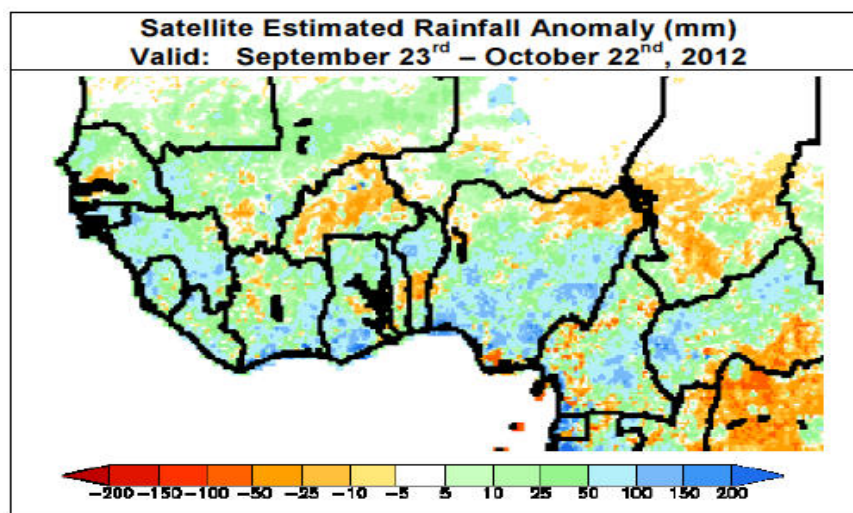 Satellite Estimated Rainfall Anomaly (mm)
Valid: September 23rd – October 22nd, 2012
-200 -150 -100 -50 -25 -10 -5 5 10 25 50 100 150 200